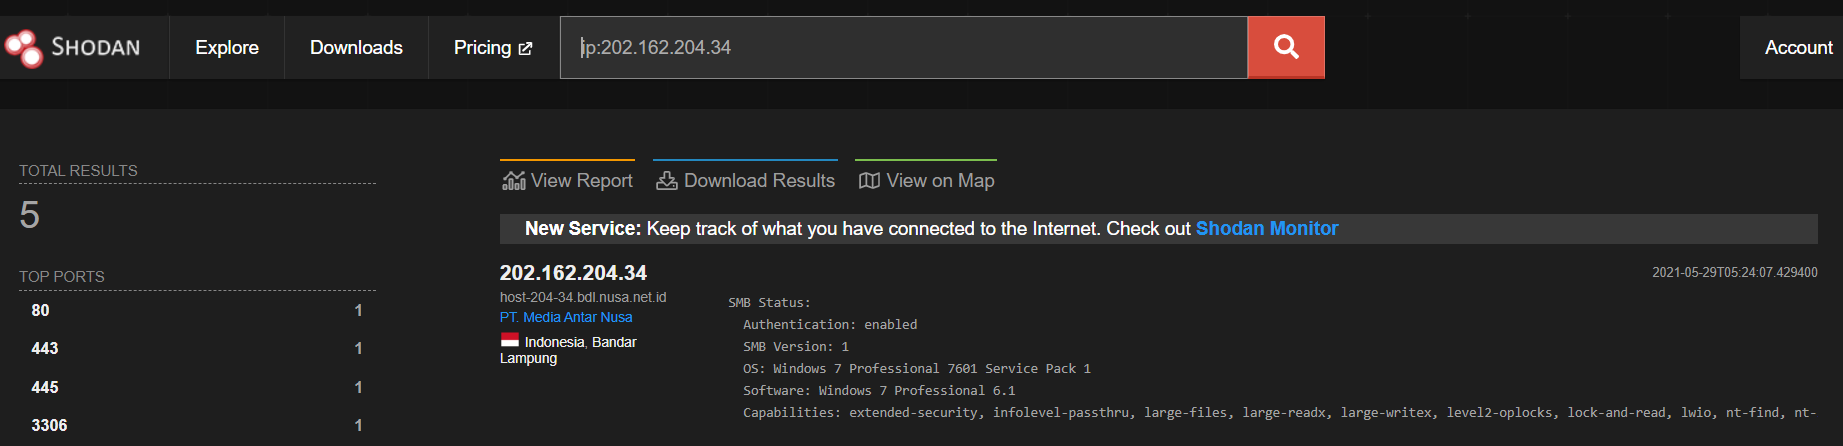 SHODAN Explore Downloads Pricing ip:202.162.204.34 Account
TOTAL RESULTS
5
TOP PORTS
80 1
443 1
445 1
3306 1
View Report Download Results View on Map
New Service: Keep track of what you have connected to the Internet. Check out Shodan Monitor
202.162.204.34
host-204-34.bdl.nusa.net.id
PT. Media Antar Nusa
Indonesia, Bandar
Lampung
2021-05-29T05:24:07.429400
SMB Status:
Authentication: enabled
SMB Version: 1
OS: Windows 7 Professional 7601 Service Pack 1
Software: Windows 7 Professional 6.1
Capabilities: extended-security, infolevel-passthru, large-files, large-readx, large-writex, level2-oplocks, lock-and-read, lwio, nt-find, nt-